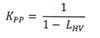 K_PP = 1 / (1 − L_HV)